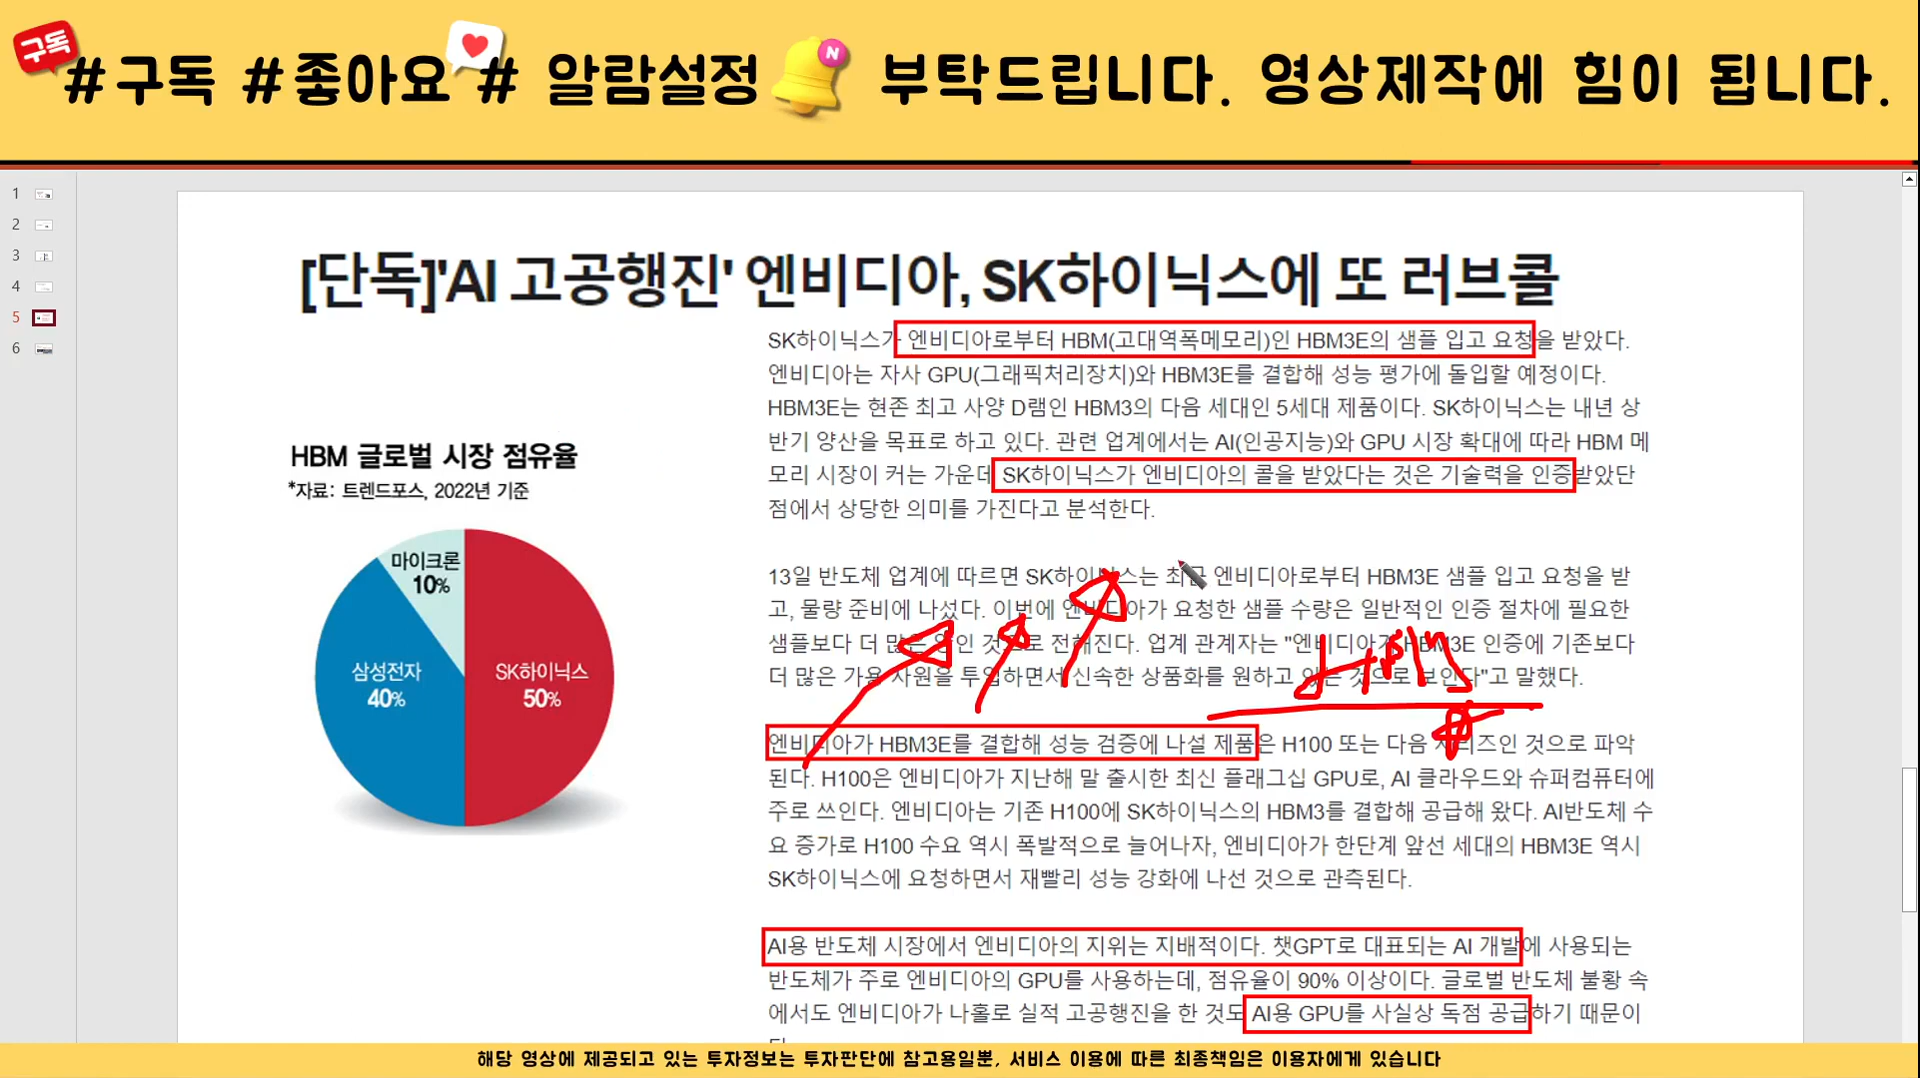 구독
#구독 #좋아요 # 알람설정 N 부탁드립니다. 영상제작에 힘이 됩니다.
1
2
3
4
5
6
[단독]'AI 고공행진' 엔비디아, SK하이닉스에 또 러브콜
HBM 글로벌 시장 점유율
*자료: 트렌드포스, 2022년 기준
마이크론
10%
삼성전자
40%
SK하이닉스
50%
SK하이닉스가 엔비디아로부터 HBM(고대역폭메모리)인 HBM3E의 샘플 입고 요청을 받았다.
엔비디아는 자사 GPU(그래픽처리장치)와 HBM3E를 결합해 성능 평가에 돌입할 예정이다.
HBM3E는 현존 최고 사양 D램인 HBM3의 다음 세대인 5세대 제품이다. SK하이닉스는 내년 상
반기 양산을 목표로 하고 있다. 관련 업계에서는 AI(인공지능)와 GPU 시장 확대에 따라 HBM 메
모리 시장이 커는 가운데 SK하이닉스가 엔비디아의 콜을 받았다는 것은 기술력을 인증받았단
점에서 상당한 의미를 가진다고 분석한다.
13일 반도체 업계에 따르면 SK하이닉스는 최근 엔비디아로부터 HBM3E 샘플 입고 요청을 받
고, 물량 준비에 나섰다. 이번에 엔비디아가 요청한 샘플 수량은 일반적인 인증 절차에 필요한
샘플보다 더 많은 양인 것으로 전해진다. 업계 관계자는 "엔비디아가 HBM3E 인증에 기존보다
더 많은 가용 자원을 투입하면서 신속한 상품화를 원하고 있는 것으로 보인다"고 말했다.
HBM
엔비디아가 HBM3E를 결합해 성능 검증에 나설 제품은 H100 또는 다음 시리즈인 것으로 파악
된다. H100은 엔비디아가 지난해 말 출시한 최신 플래그십 GPU로, AI 클라우드와 슈퍼컴퓨터에
주로 쓰인다. 엔비디아는 기존 H100에 SK하이닉스의 HBM3를 결합해 공급해 왔다. AI반도체 수
요 증가로 H100 수요 역시 폭발적으로 늘어나자, 엔비디아가 한단계 앞선 세대의 HBM3E 역시
SK하이닉스에 요청하면서 재빨리 성능 강화에 나선 것으로 관측된다.
AI용 반도체 시장에서 엔비디아의 지위는 지배적이다. 챗GPT로 대표되는 AI 개발에 사용되는
반도체가 주로 엔비디아의 GPU를 사용하는데, 점유율이 90% 이상이다. 글로벌 반도체 불황 속
에서도 엔비디아가 나홀로 실적 고공행진을 한 것도 AI용 GPU를 사실상 독점 공급하기 때문이
해당 영상에 제공되고 있는 투자정보는 투자판단에 참고용일뿐, 서비스 이용에 따른 최종책임은 이용자에게 있습니다